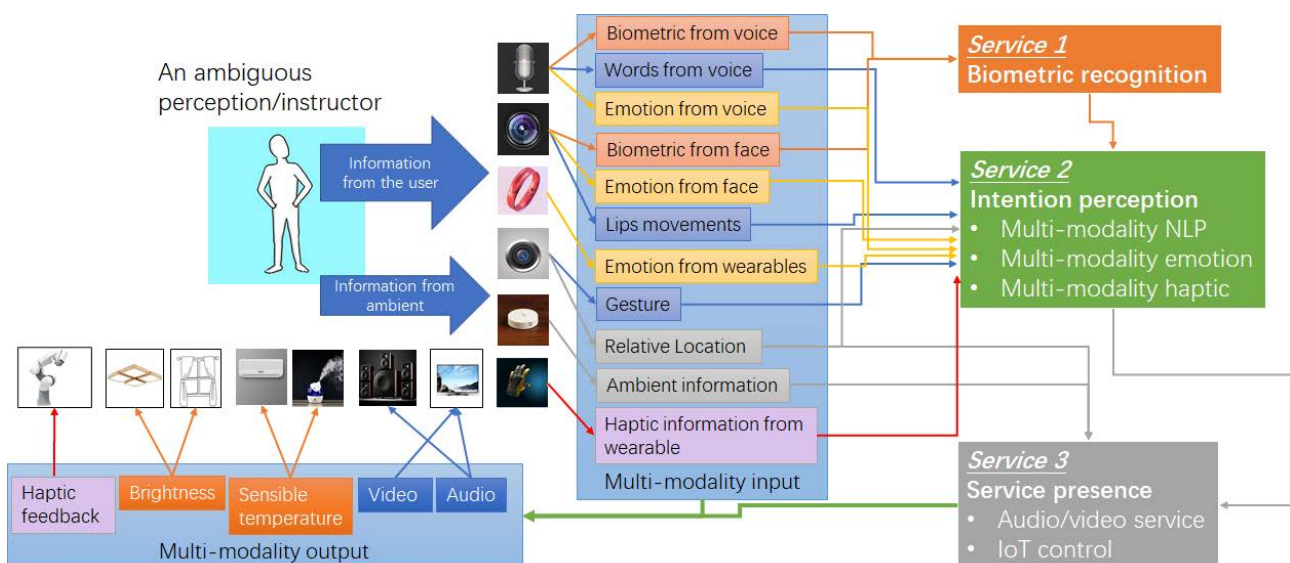 An ambiguous
perception/instructor
Information
from the user
Information from
ambient
Biometric from voice
Words from voice
Emotion from voice
Biometric from face
Emotion from face
Lips movements
Emotion from wearables
Gesture
Relative Location
Ambient information
Haptic information from
wearable
Multi-modality input
Service 1
Biometric recognition
Service 2
Intention perception
• Multi-modality NLP
• Multi-modality emotion
• Multi-modality haptic
Service 3
Service presence
• Audio/video service
• IoT control
Haptic
feedback
Brightness
Sensible
temperature
Video
Audio
Multi-modality output